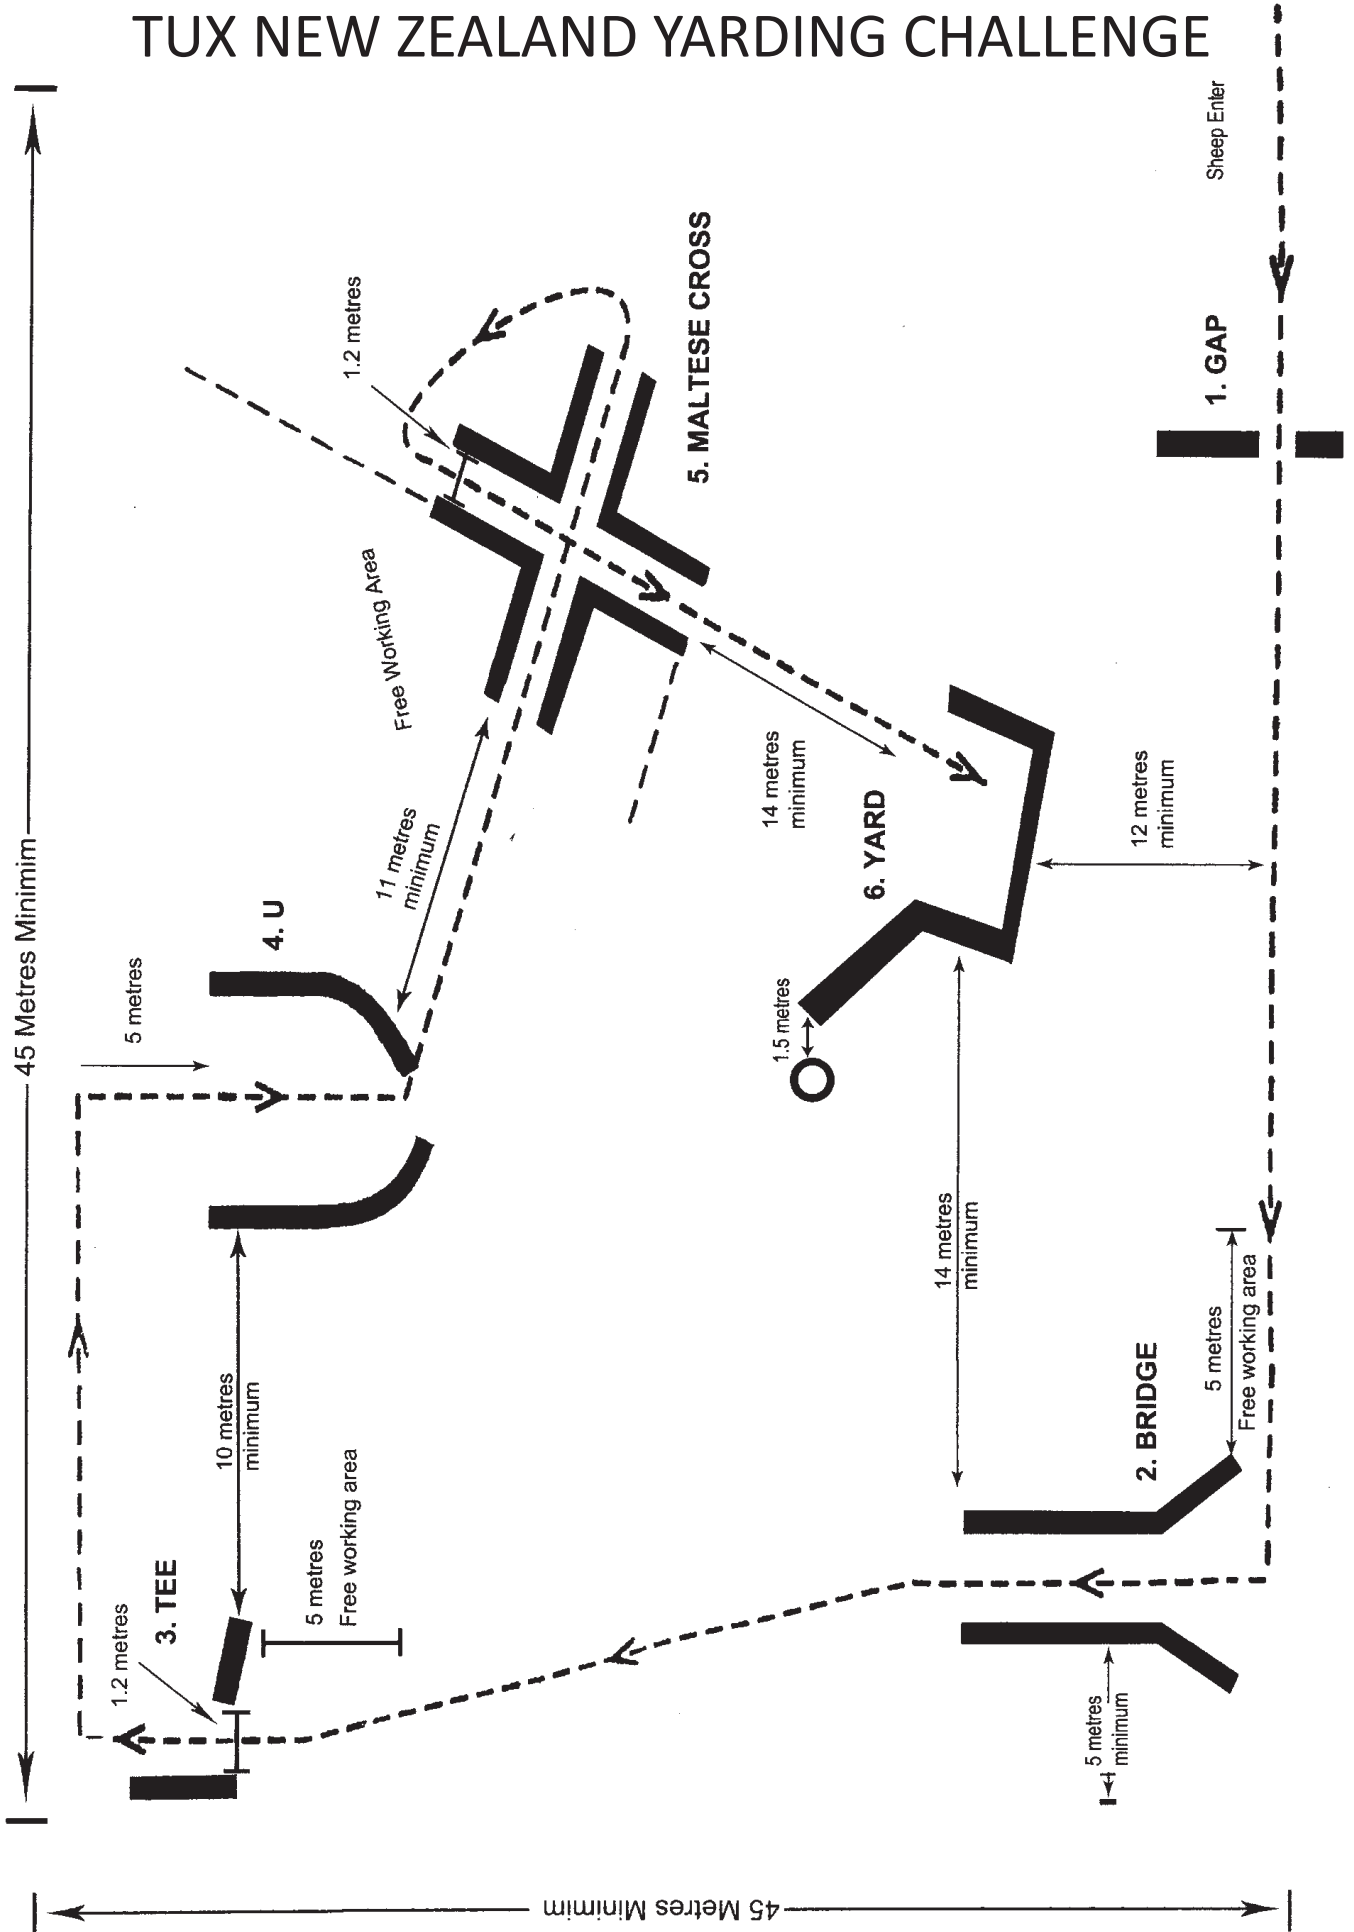 TUX NEW ZEALAND YARDING CHALLENGE
45 Metres Minimim
Sheep Enter
1. GAP
1.2 metres
5. MALTESE CROSS
Free Working Area
11 metres
minimum
14 metres
minimum
6. YARD
12 metres
minimum
4. U
5 metres
1.5 metres
14 metres
minimum
10 metres
minimum
5 metres
Free working area
2. BRIDGE
5 metres
Free working area
3. TEE
1.2 metres
5 metres
minimum
45 Metres Minimim